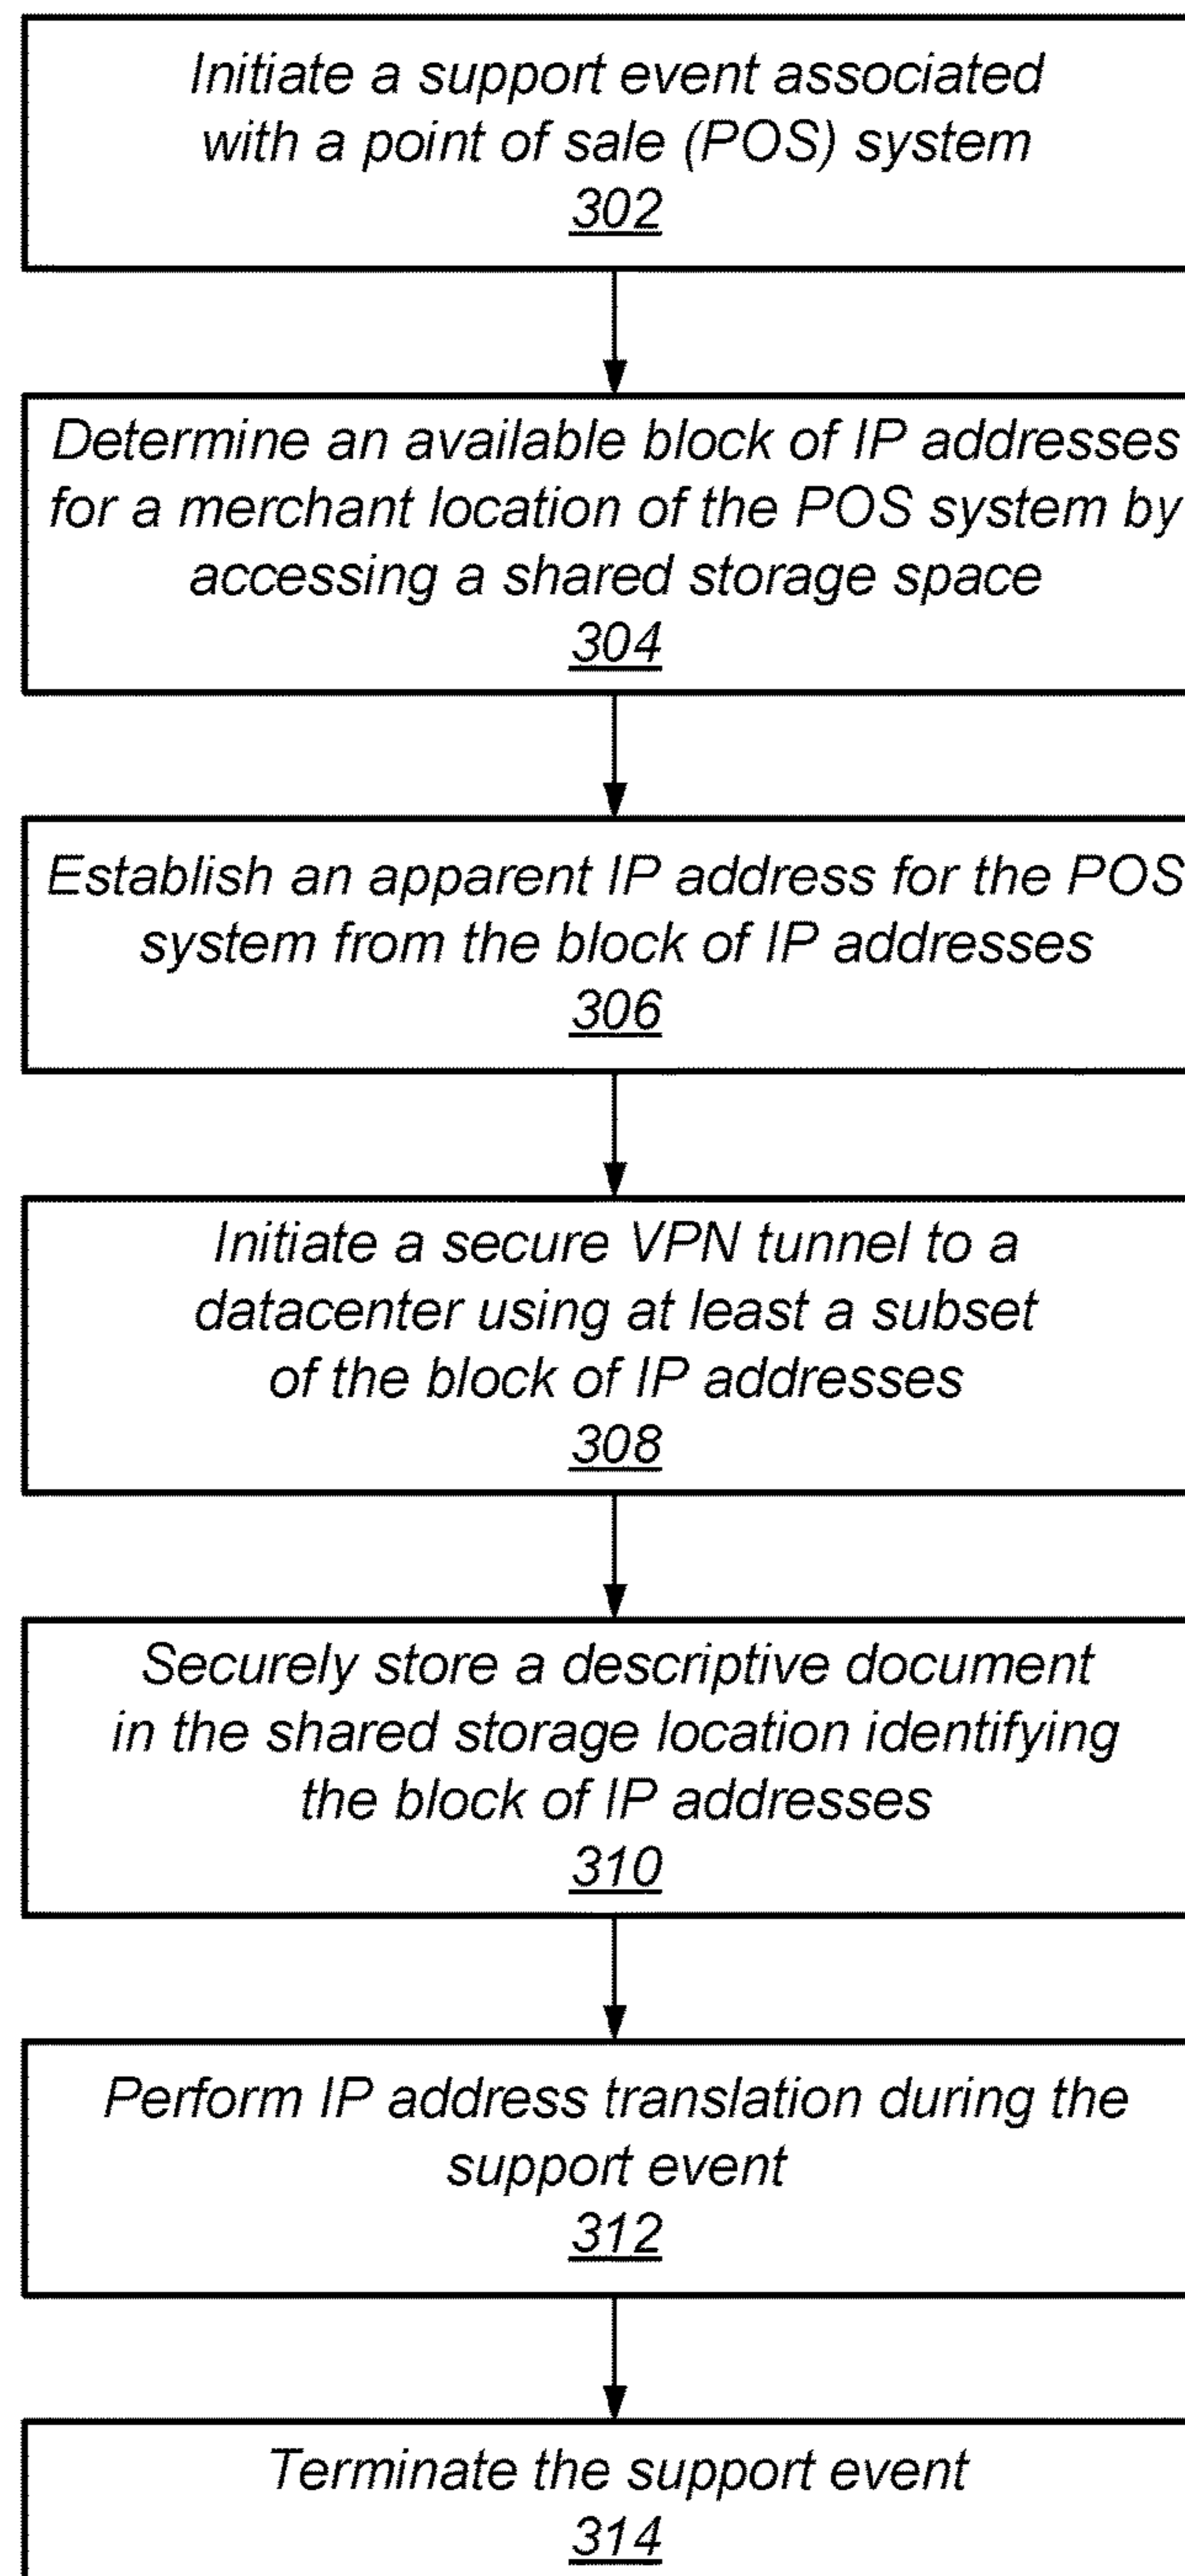 Initiate a support event associated
with a point of sale (POS) system
302
Determine an available block of IP addresses
for a merchant location of the POS system by
accessing a shared storage space
304
Establish an apparent IP address for the POS
system from the block of IP addresses
306
Initiate a secure VPN tunnel to a
datacenter using at least a subset
of the block of IP addresses
308
Securely store a descriptive document
in the shared storage location identifying
the block of IP addresses
310
Perform IP address translation during the
support event
312
Terminate the support event
314